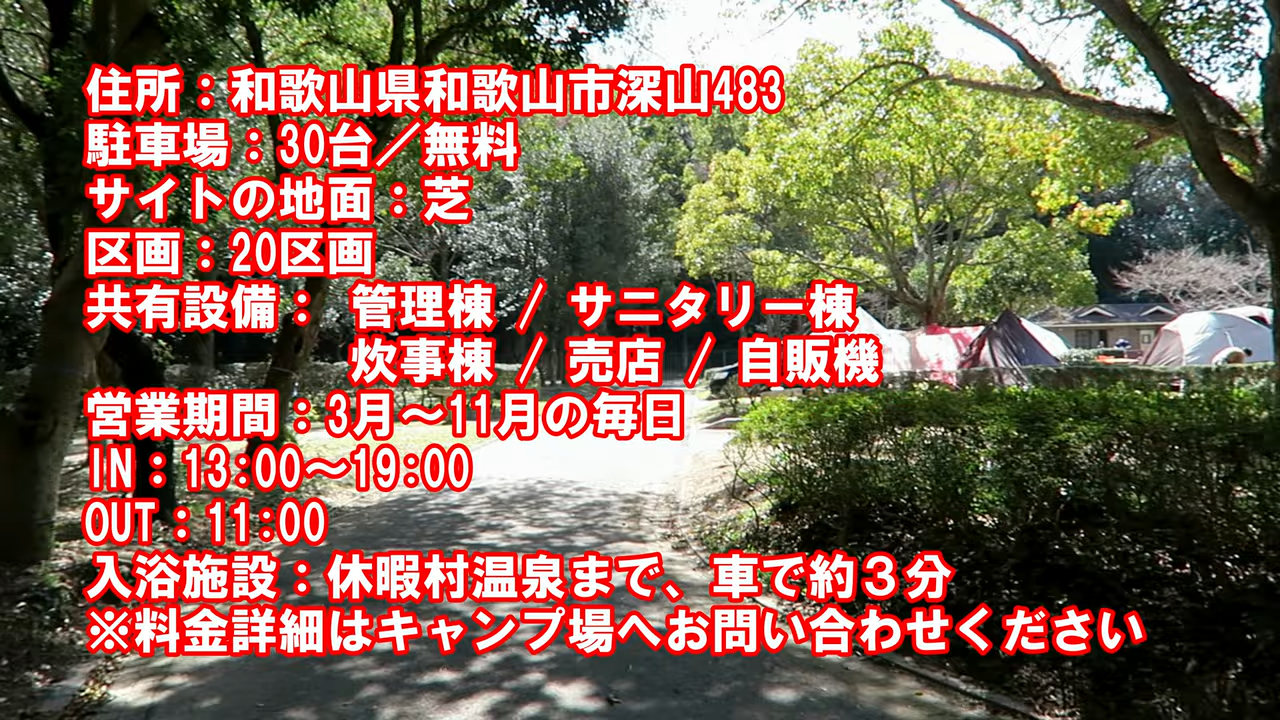 住所：和歌山県和歌山市深山483
駐車場：30台／無料
サイトの地面：芝
区画：20区画
共有設備： 管理棟 / サニタリー棟
炊事棟 / 売店 / 自販機
営業期間：3月～11月の毎日
IN：13:00～19:00
OUT：11:00
入浴施設：休暇村温泉まで、車で約３分
※料金詳細はキャンプ場へお問い合わせください